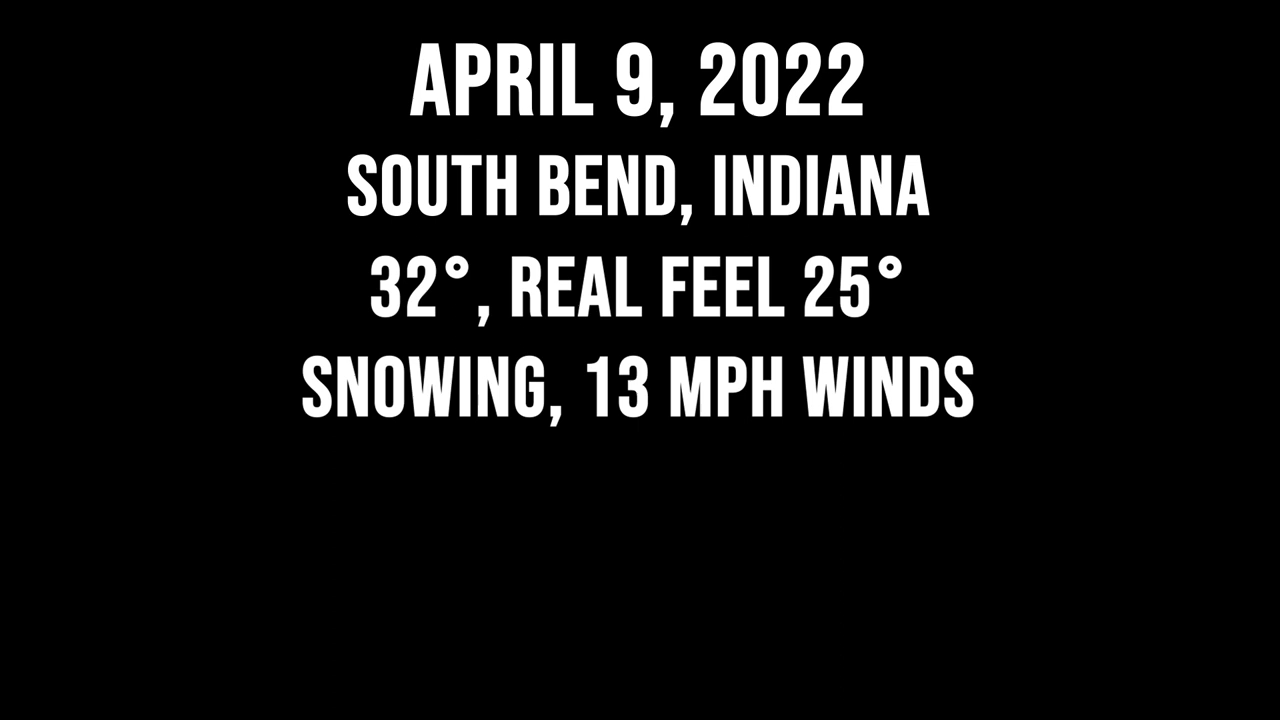 APRIL 9, 2022
SOUTH BEND, INDIANA
32°, REAL FEEL 25°
SNOWING, 13 MPH WINDS